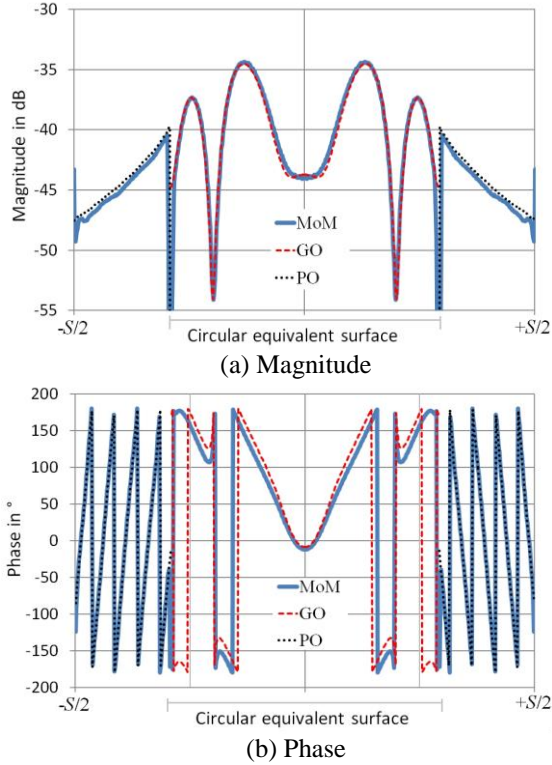 -30
-35
-40
-45
-50
-55
Magnitude in dB
MoM
GO
PO
-S/2
+S/2
Circular equivalent surface
(a) Magnitude
200
150
100
50
0
-50
-100
-150
-200
Phase in °
MoM
GO
PO
-S/2
+S/2
Circular equivalent surface
(b) Phase